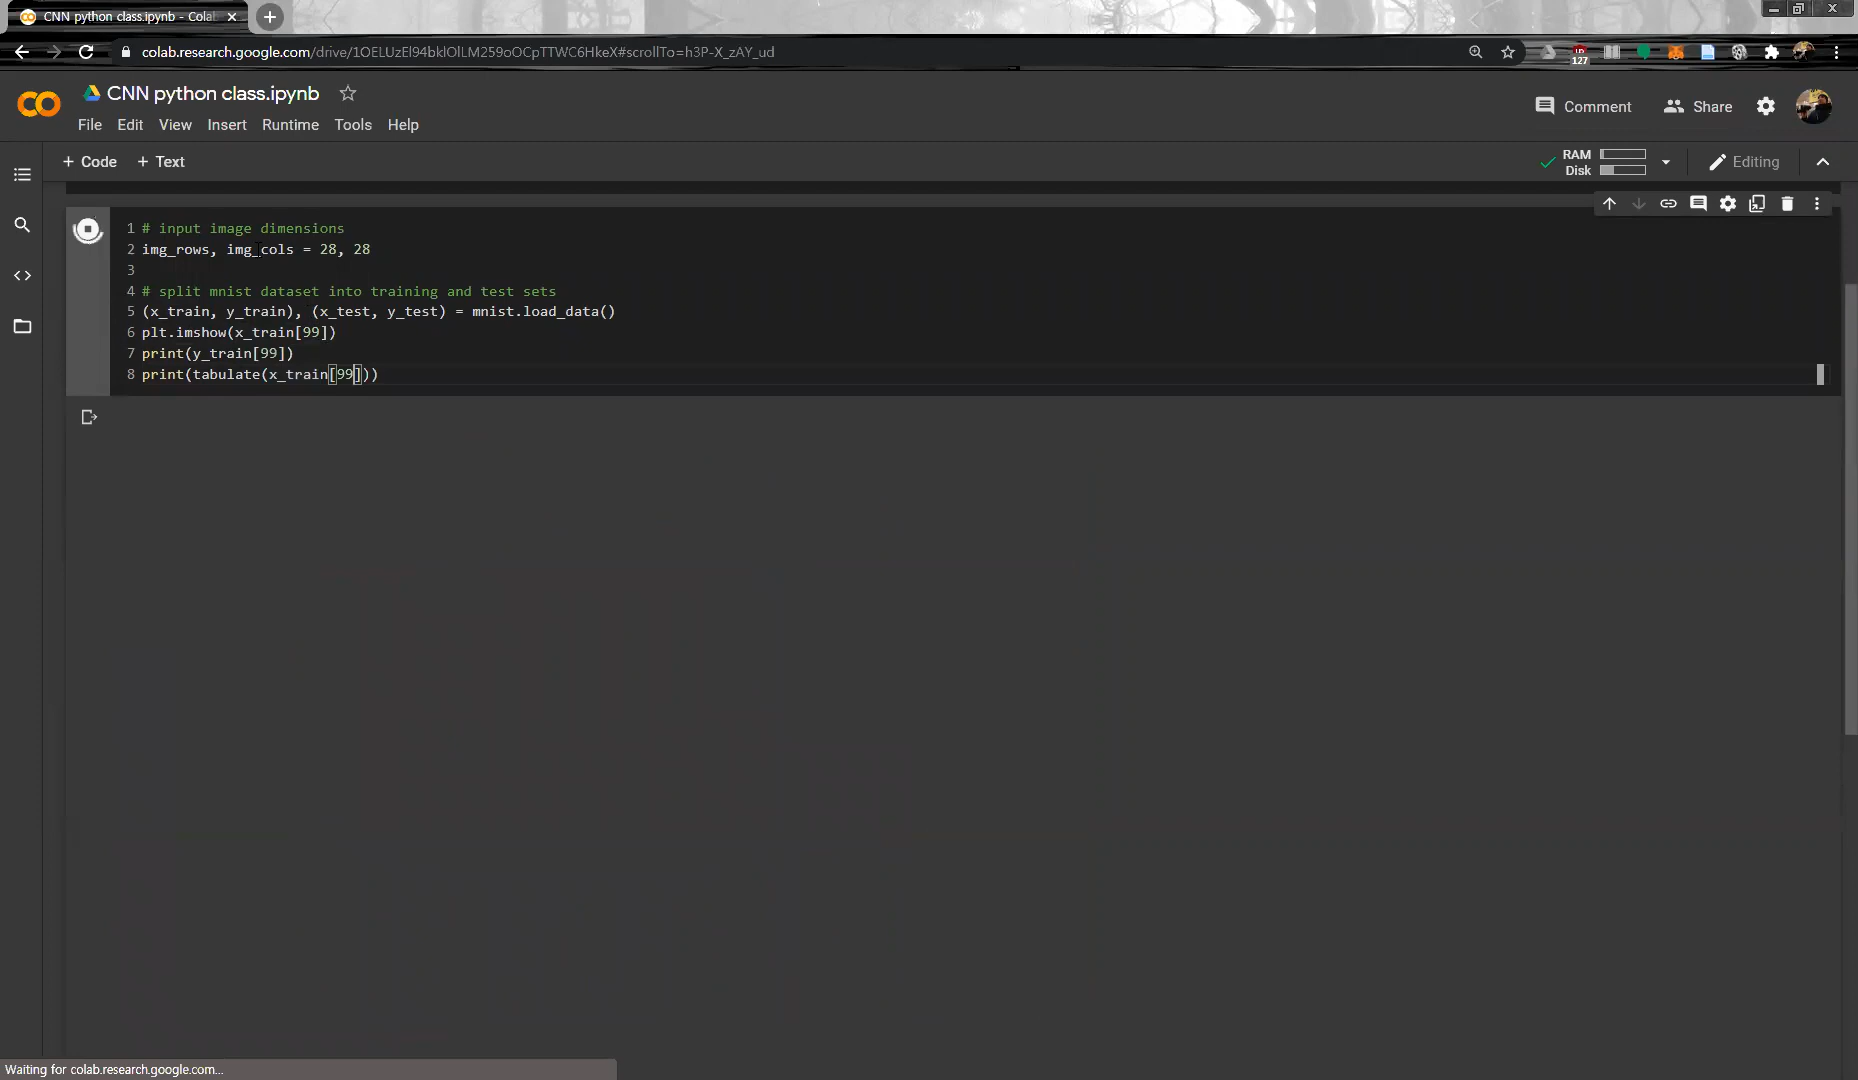 CNN python class.ipynb - Cola
colab.research.google.com/drive/1OELUzEl94bklOlLM259oOCpTTWC6HkeX#scrollTo=h3P-X_zAY_ud
127
CNN python class.ipynb
Comment
Share
File Edit View Insert Runtime Tools Help
+ Code + Text
RAM
Disk
Editing
1 # input image dimensions
2 img_rows, img_cols = 28, 28
3
4 # split mnist dataset into training and test sets
5 (x_train, y_train), (x_test, y_test) = mnist.load_data()
6 plt.imshow(x_train[99])
7 print(y_train[99])
8 print(tabulate(x_train[99]))
Waiting for colab.research.google.com...